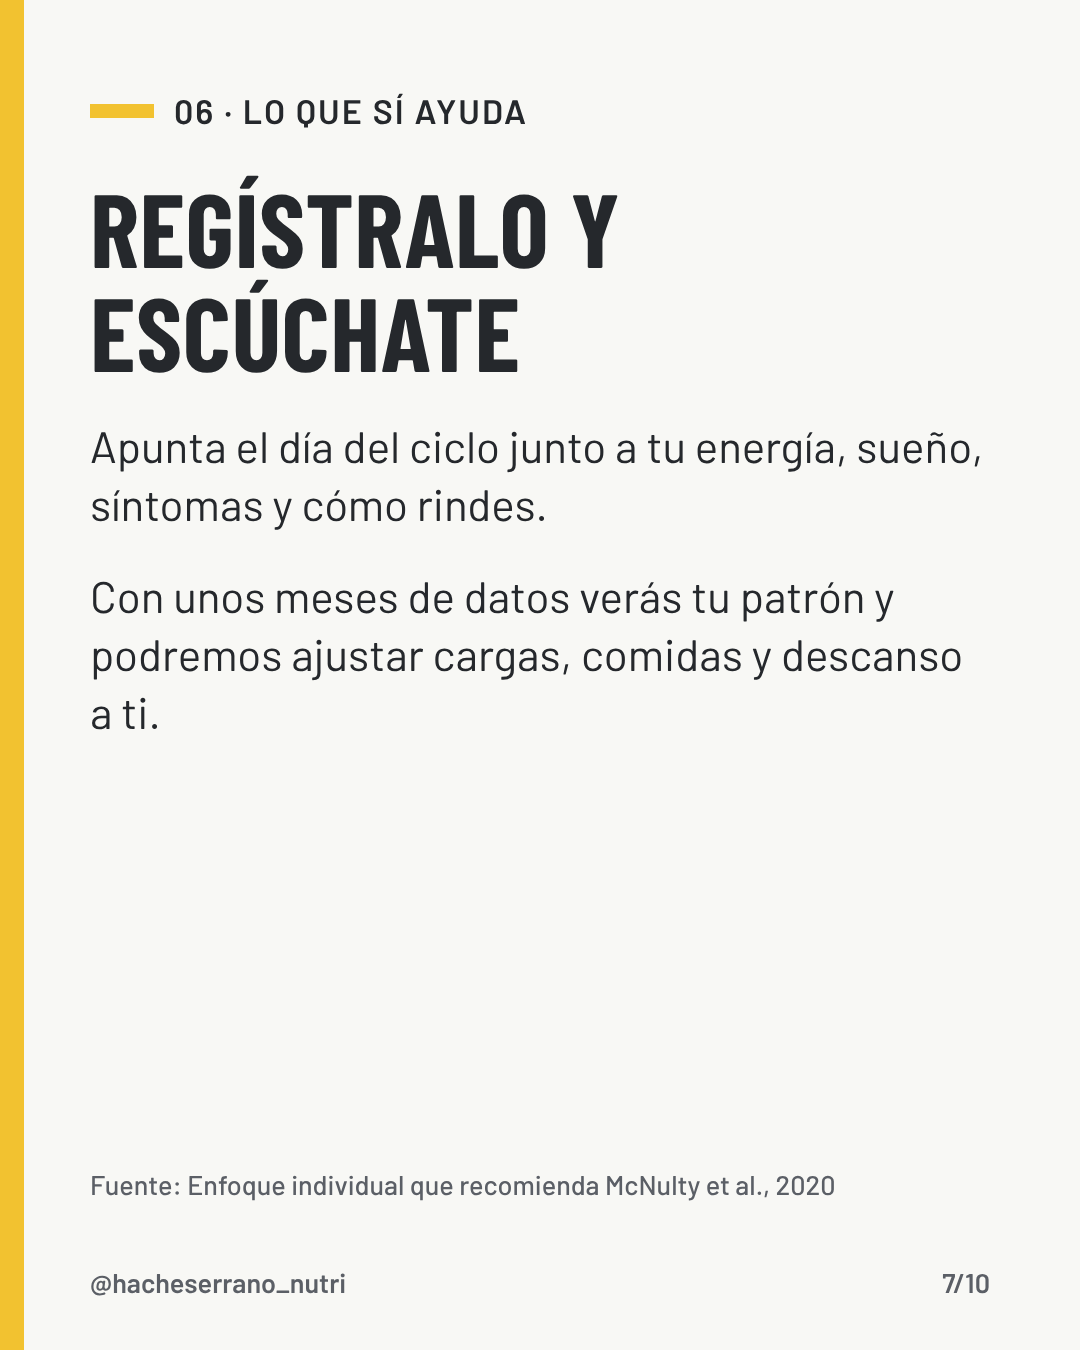 06 · LO QUE SÍ AYUDA
REGÍSTRALO Y
ESCÚCHATE
Apunta el día del ciclo junto a tu energía, sueño,
síntomas y cómo rindes.
Con unos meses de datos verás tu patrón y
podremos ajustar cargas, comidas y descanso
a ti.
Fuente: Enfoque individual que recomienda McNulty et al., 2020
@hacheserrano_nutri
7/10